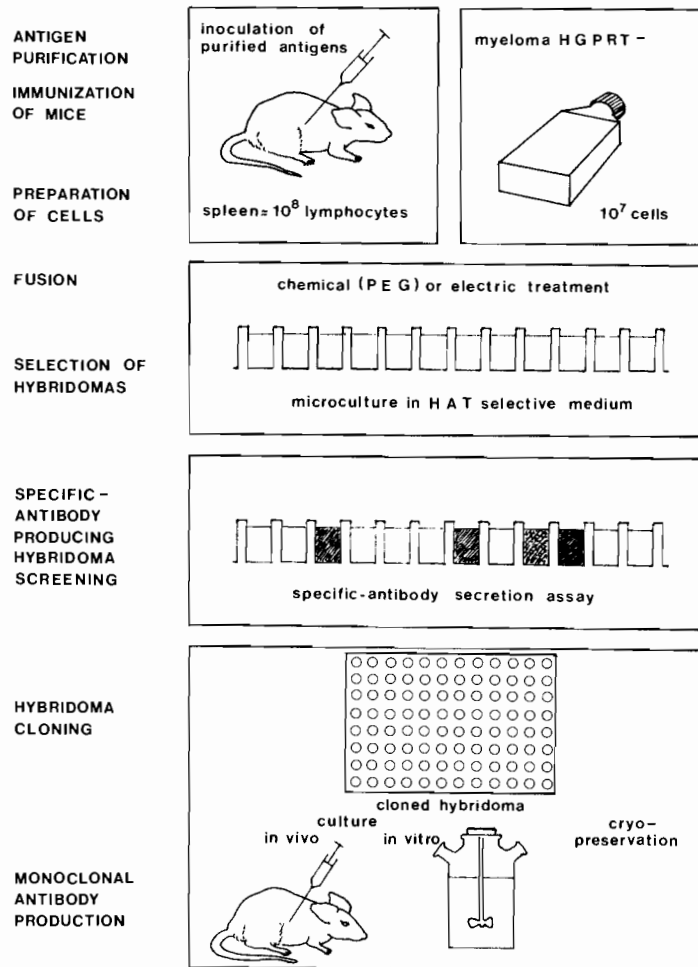 ANTIGEN
PURIFICATION
IMMUNIZATION
OF MICE
PREPARATION
OF CELLS
inoculation of
purified antigens
spleen≃10⁸ lymphocytes
myeloma HGPRT−
10⁷ cells
FUSION
SELECTION OF
HYBRIDOMAS
chemical (PEG) or electric treatment
microculture in HAT selective medium
SPECIFIC−
ANTIBODY
PRODUCING
HYBRIDOMA
SCREENING
specific-antibody secretion assay
HYBRIDOMA
CLONING
MONOCLONAL
ANTIBODY
PRODUCTION
cloned hybridoma
culture
in vivo
in vitro
cryo-
preservation